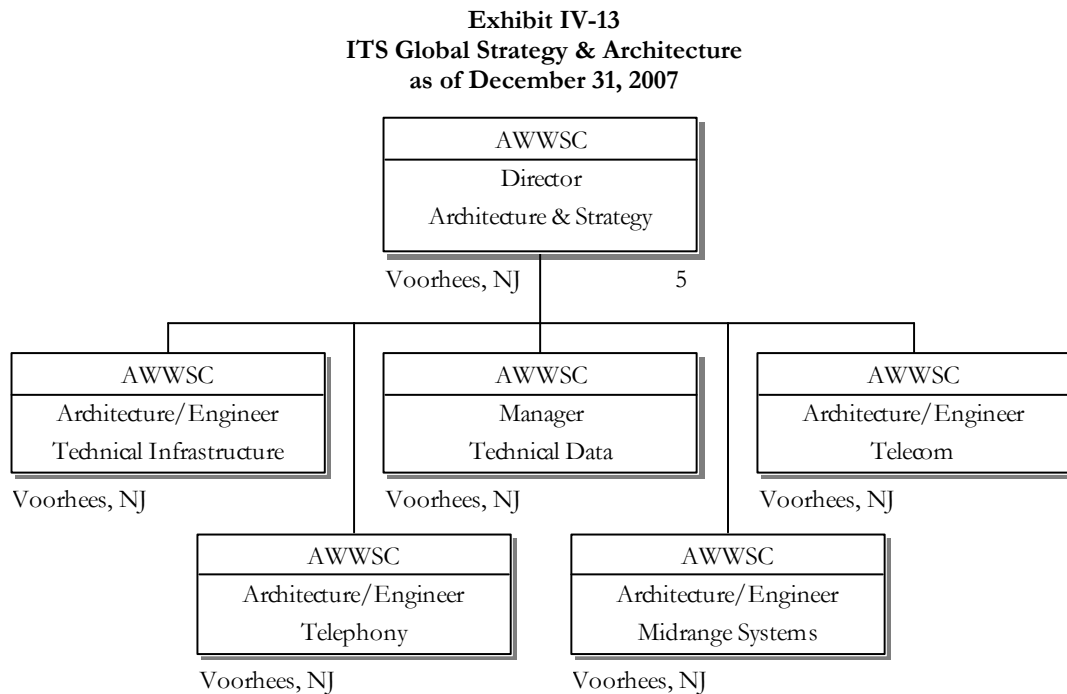 Exhibit IV-13
ITS Global Strategy & Architecture
as of December 31, 2007
AWWSC
Director
Architecture & Strategy
Voorhees, NJ 5
AWWSC
Architecture/Engineer
Technical Infrastructure
Voorhees, NJ
AWWSC
Manager
Technical Data
Voorhees, NJ
AWWSC
Architecture/Engineer
Telecom
Voorhees, NJ
AWWSC
Architecture/Engineer
Telephony
Voorhees, NJ
AWWSC
Architecture/Engineer
Midrange Systems
Voorhees, NJ